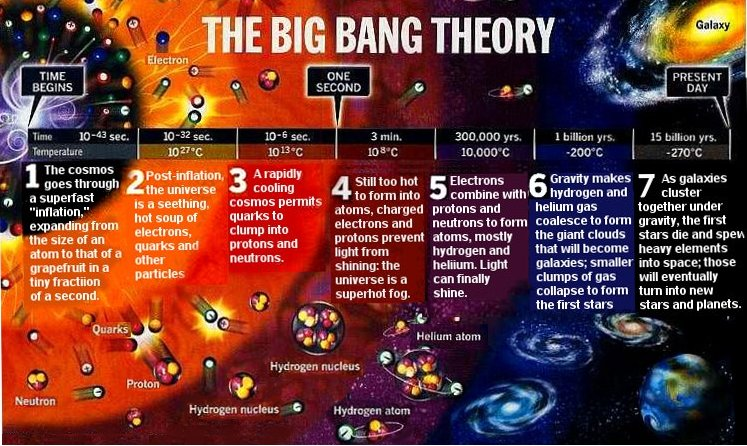 THE BIG BANG THEORY
Galaxy
Electron
TIME
BEGINS
ONE
SECOND
PRESENT
DAY
Time 10-43 sec. 10-32 sec. 10-6 sec. 3 min. 300,000 yrs. 1 billion yrs. 15 billion yrs.
Temperature 10 27°C 10 13°C 10 8°C 10,000°C -200°C -270°C
1 The cosmos
goes through
a superfast
"inflation,"
expanding from
the size of an
atom to that of a
grapefruit in a
tiny fractiion
of a second.
2 Post-inflation,
the universe
is a seething,
hot soup of
electrons,
quarks and
other
particles
3 A rapidly
cooling
cosmos permits
quarks to
clump into
protons and
neutrons.
4 Still too hot
to form into
atoms, charged
electrons and
protons prevent
light from
shining: the
universe is a
superhot fog.
5 Electrons
combine with
protons and
neutrons to form
atoms, mostly
hydrogen and
heliium. Light
can finally
shine.
6 Gravity makes
hydrogen and
helium gas
coalesce to form
the giant clouds
that will become
galaxies; smaller
clumps of gas
collapse to form
the first stars
7 As galaxies
cluster
together under
gravity, the first
stars die and spew
heavy elements
into space; those
will eventually
turn into new
stars and planets.
Quarks
Neutron
Proton
Hydrogen nucleus
Hydrogen nucleus
Helium atom
Hydrogen atom